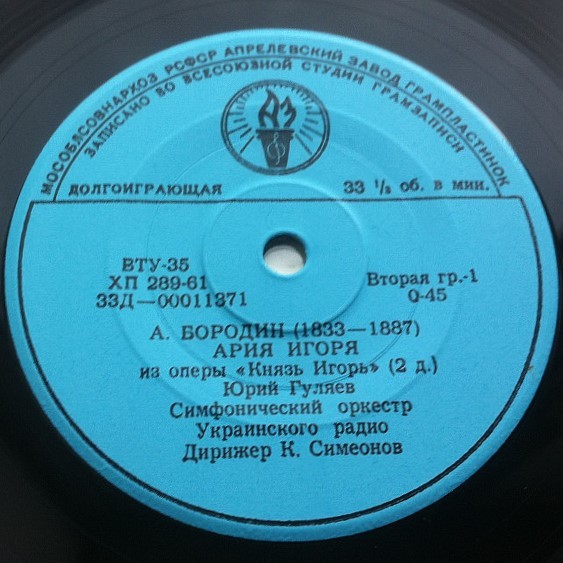 МОСОБЛСОВНАРХОЗ РСФСР АПРЕЛЕВСКИЙ ЗАВОД ГРАМПЛАСТИНОК
ЗАПИСАНО ВО ВСЕСОЮЗНОЙ СТУДИИ ГРАМЗАПИСИ
АЗ
ДОЛГОИГРАЮЩАЯ 33 1/3 об. в мин.
ВТУ-35
ХП 289-61 Вторая гр.-1
33Д—00011371 0-45
А. БОРОДИН (1833—1887)
АРИЯ ИГОРЯ
из оперы «Князь Игорь» (2 д.)
Юрий Гуляев
Симфонический оркестр
Украинского радио
Дирижер К. Симеонов